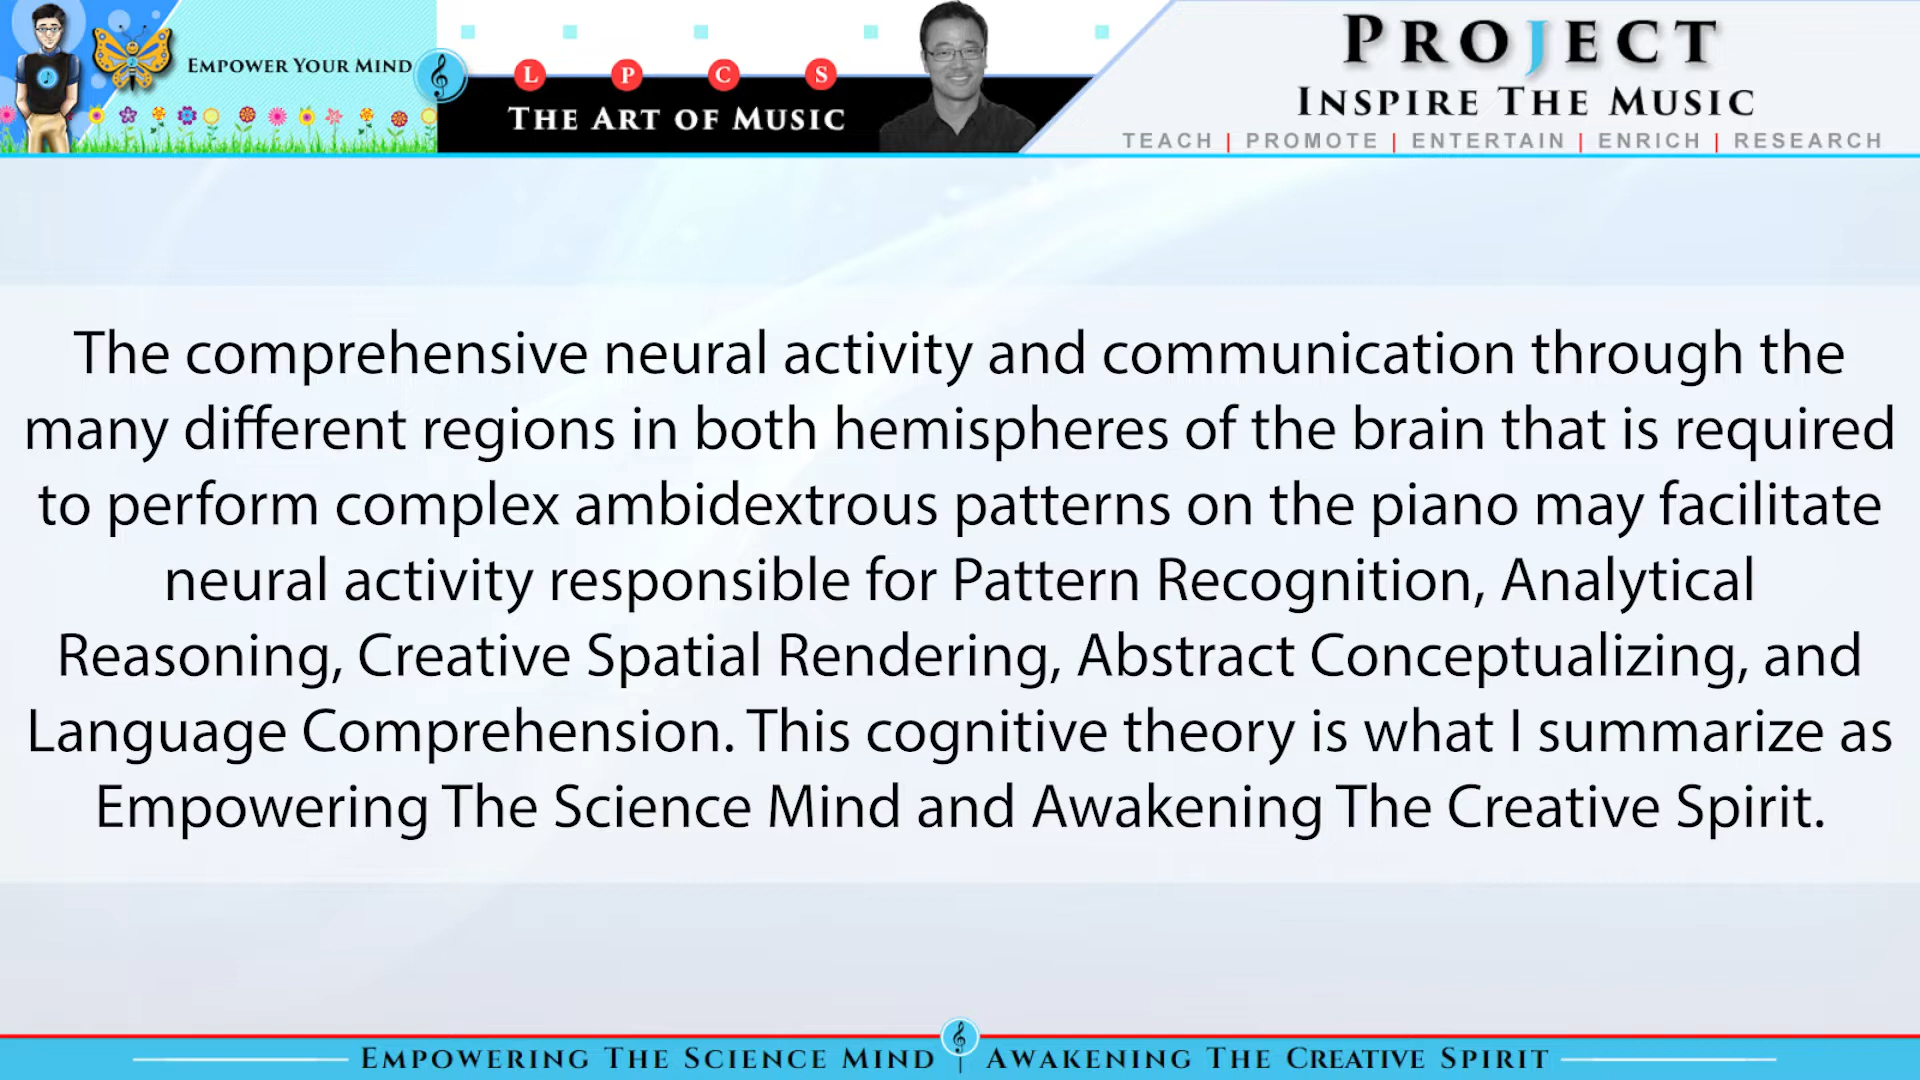 EMPOWER YOUR MIND
L P C S
THE ART OF MUSIC
PROJECT
INSPIRE THE MUSIC
TEACH | PROMOTE | ENTERTAIN | ENRICH | RESEARCH
The comprehensive neural activity and communication through the
many different regions in both hemispheres of the brain that is required
to perform complex ambidextrous patterns on the piano may facilitate
neural activity responsible for Pattern Recognition, Analytical
Reasoning, Creative Spatial Rendering, Abstract Conceptualizing, and
Language Comprehension. This cognitive theory is what I summarize as
Empowering The Science Mind and Awakening The Creative Spirit.
EMPOWERING THE SCIENCE MIND | AWAKENING THE CREATIVE SPIRIT